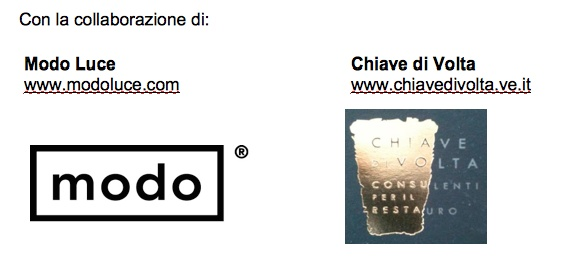 Con la collaborazione di:
Modo Luce
www.modoluce.com
modo®
Chiave di Volta
www.chiavedivolta.ve.it
CHIAVE
DI VOLTA
CONSULENTI
PER IL
RESTAURO